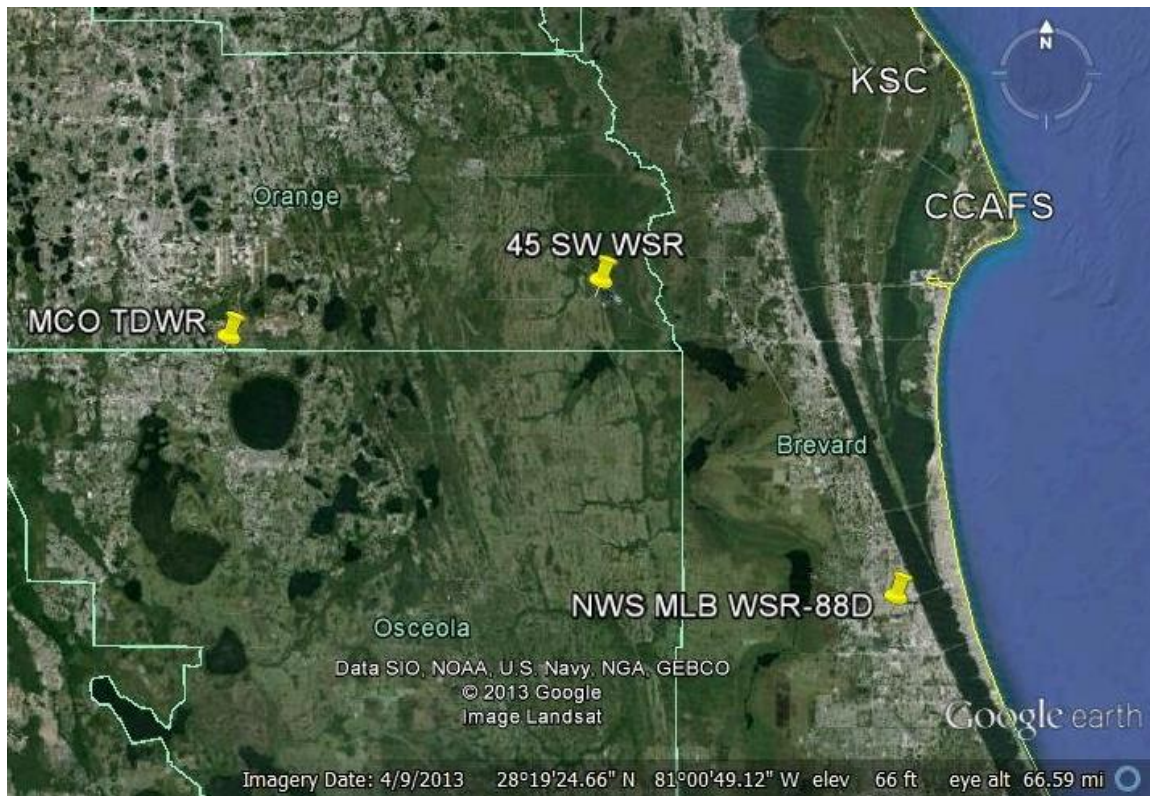 N
KSC
Orange
CCAFS
45 SW WSR
MCO TDWR
Brevard
NWS MLB WSR-88D
Osceola
Data SIO, NOAA, U.S. Navy, NGA, GEBCO
© 2013 Google
Image Landsat
Google earth
Imagery Date: 4/9/2013 28°19'24.66" N 81°00'49.12" W elev 66 ft eye alt 66.59 mi